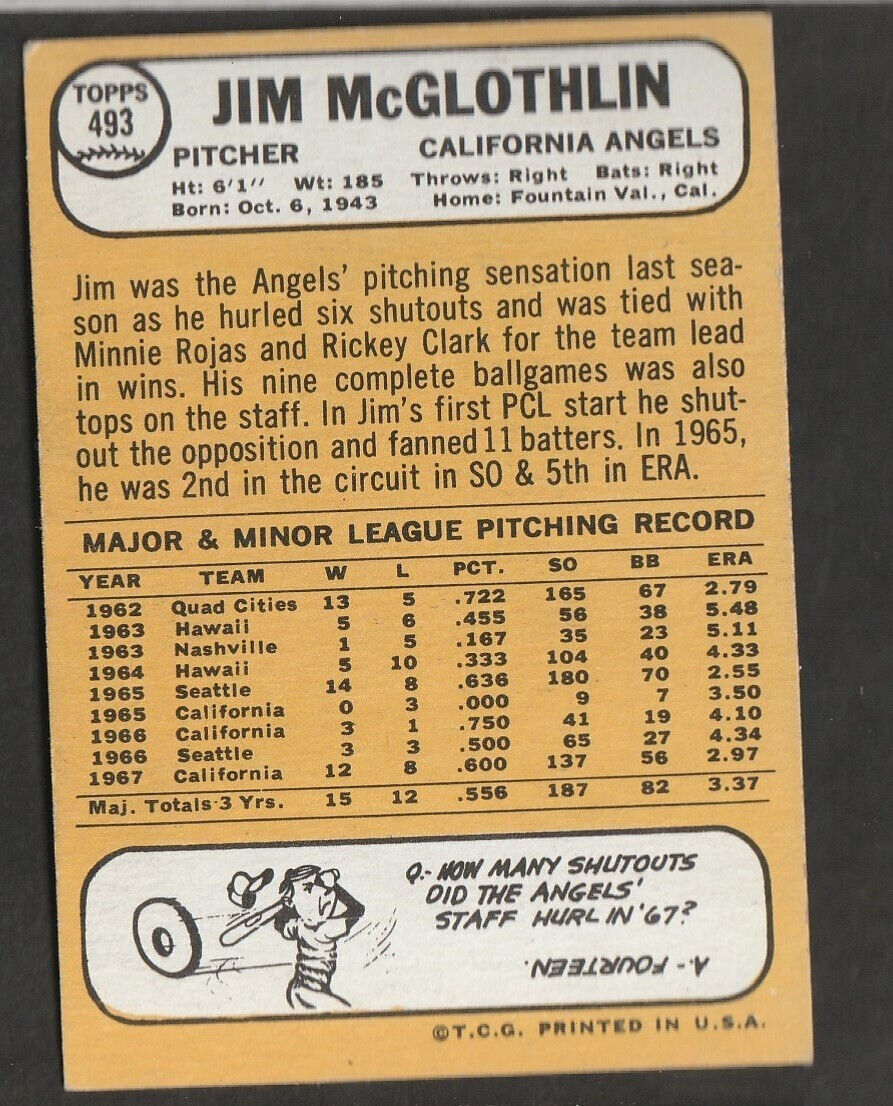 TOPPS
493
JIM McGLOTHLIN
PITCHER CALIFORNIA ANGELS
Ht: 6'1" Wt: 185 Throws: Right Bats: Right
Born: Oct. 6, 1943 Home: Fountain Val., Cal.
Jim was the Angels' pitching sensation last sea-
son as he hurled six shutouts and was tied with
Minnie Rojas and Rickey Clark for the team lead
in wins. His nine complete ballgames was also
tops on the staff. In Jim's first PCL start he shut-
out the opposition and fanned 11 batters. In 1965,
he was 2nd in the circuit in SO & 5th in ERA.
MAJOR & MINOR LEAGUE PITCHING RECORD
YEAR TEAM W L PCT. SO BB ERA
1962 Quad Cities 13 5 .722 165 67 2.79
1963 Hawaii 5 6 .455 56 38 5.48
1963 Nashville 1 5 .167 35 23 5.11
1964 Hawaii 5 10 .333 104 40 4.33
1965 Seattle 14 8 .636 180 70 2.55
1965 California 0 3 .000 9 7 3.50
1966 California 3 1 .750 41 19 4.10
1966 Seattle 3 3 .500 65 27 4.34
1967 California 12 8 .600 137 56 2.97
Maj. Totals 3 Yrs. 15 12 .556 187 82 3.37
Q.- HOW MANY SHUTOUTS
DID THE ANGELS'
STAFF HURL IN '67?
A.- FOURTEEN.
©T.C.G. PRINTED IN U.S.A.